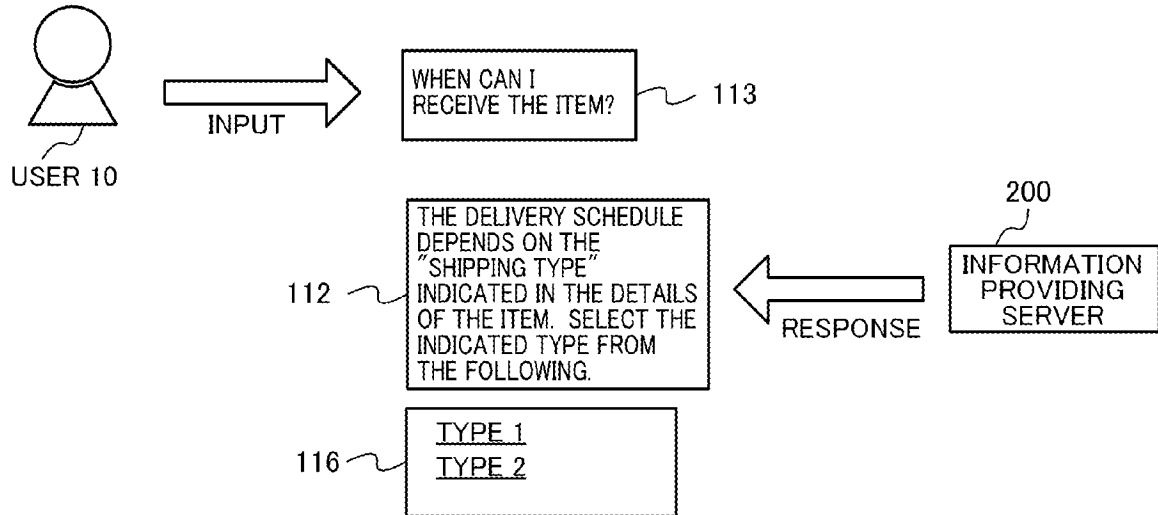 WHEN CAN I
RECEIVE THE ITEM?
113
INPUT
USER 10
THE DELIVERY SCHEDULE
DEPENDS ON THE
"SHIPPING TYPE"
INDICATED IN THE DETAILS
OF THE ITEM. SELECT THE
INDICATED TYPE FROM
THE FOLLOWING.
112
200
INFORMATION
PROVIDING
SERVER
RESPONSE
TYPE 1
TYPE 2
116